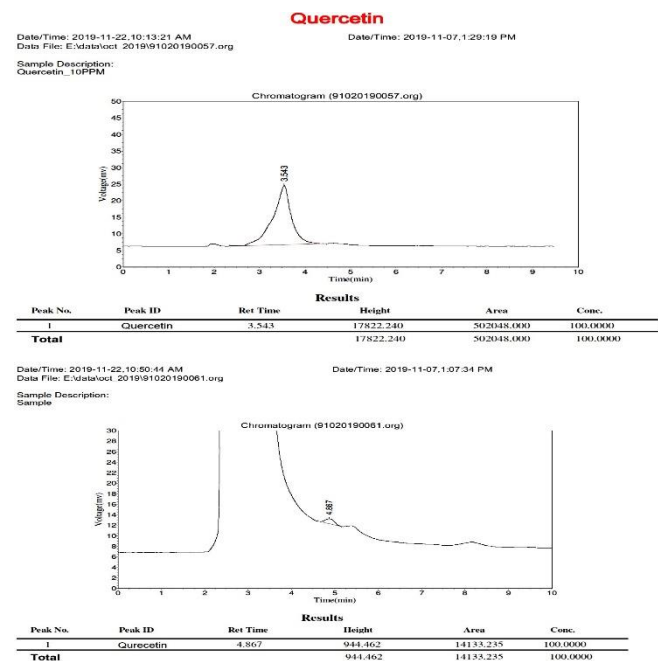 Quercetin
Date/Time: 2019-11-22,10:13:21 AM Date/Time: 2019-11-07,1:29:19 PM
Data File: E:\data\oct_2019\91020190057.org
Sample Description:
Quercetin_10PPM
Chromatogram (91020190057.org)
50
45
40
35
30
25
20
15
10
5
0
Voltage(mv)
3.543
0 1 2 3 4 5 6 7 8 9 10
Time(min)
Results
Peak No. Peak ID Ret Time Height Area Conc.
1 Quercetin 3.543 17822.240 502048.000 100.0000
Total 17822.240 502048.000 100.0000
Date/Time: 2019-11-22,10:50:44 AM Date/Time: 2019-11-07,1:07:34 PM
Data File: E:\data\oct_2019\91020190061.org
Sample Description:
Sample
Chromatogram (91020190061.org)
30
28
26
24
22
20
18
16
14
12
10
8
6
4
2
0
Voltage(mv)
4.867
0 1 2 3 4 5 6 7 8 9 10
Time(min)
Results
Peak No. Peak ID Ret Time Height Area Conc.
1 Qurecetin 4.867 944.462 14133.235 100.0000
Total 944.462 14133.235 100.0000